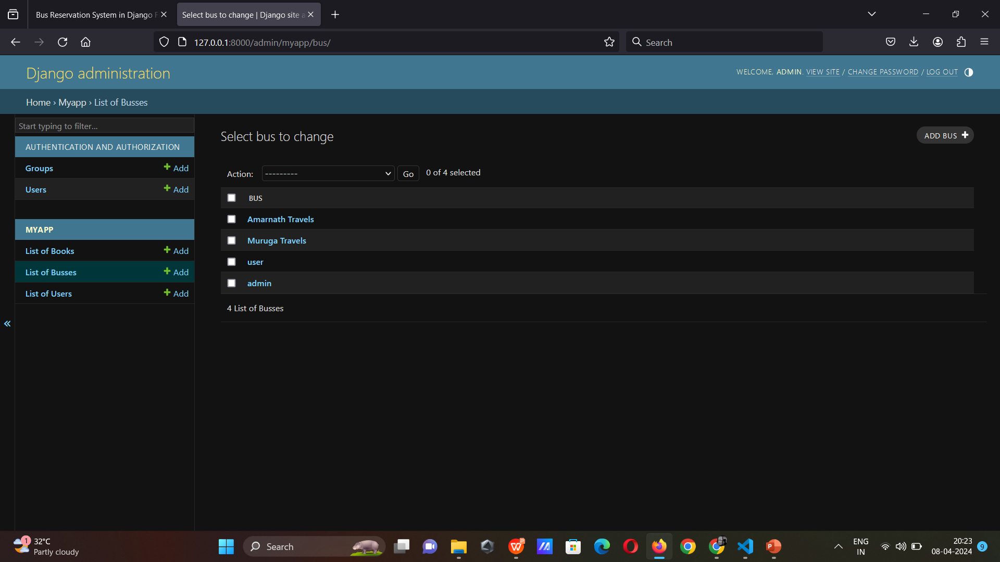 Bus Reservation System in Django
Select bus to change | Django site a
127.0.0.1:8000/admin/myapp/bus/
Search
Django administration
WELCOME, ADMIN. VIEW SITE / CHANGE PASSWORD / LOG OUT
Home › Myapp › List of Busses
Start typing to filter...
AUTHENTICATION AND AUTHORIZATION
Groups Add
Users Add
MYAPP
List of Books Add
List of Busses Add
List of Users Add
«
Select bus to change
ADD BUS
Action: --------- Go 0 of 4 selected
BUS
Amarnath Travels
Muruga Travels
user
admin
4 List of Busses
1
32°C
Partly cloudy
Search
ENG
IN
20:23
08-04-2024
9